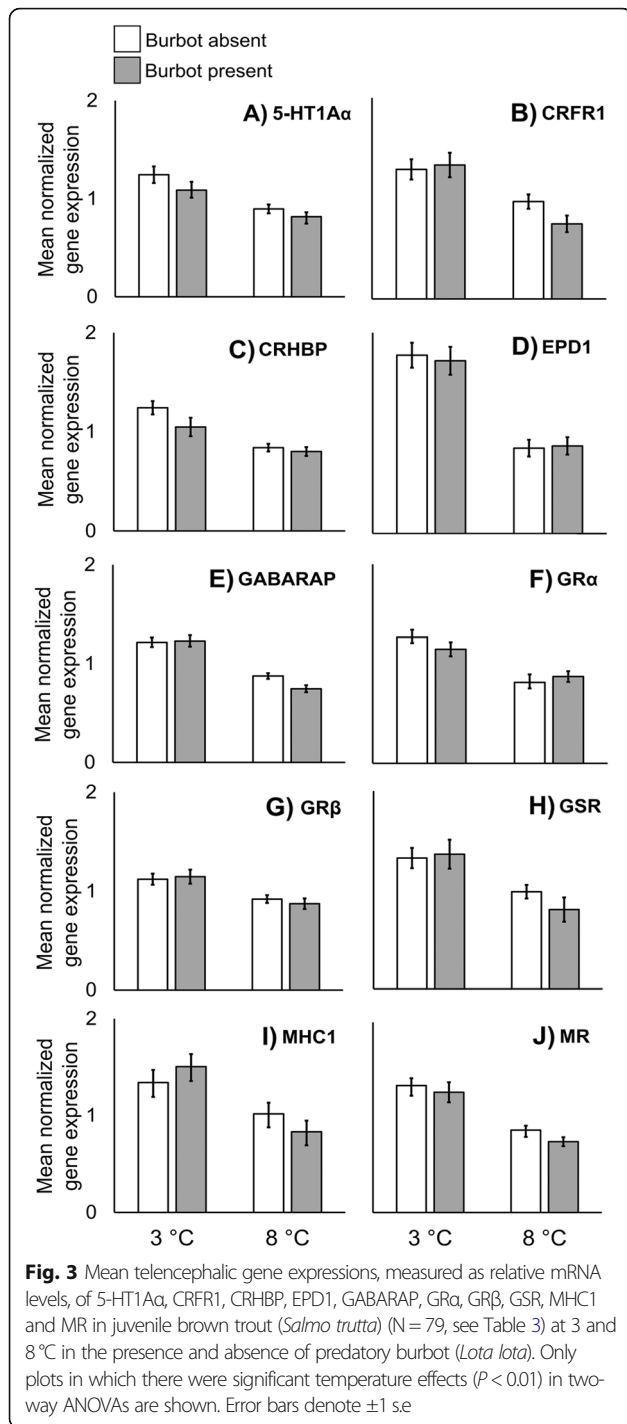 Burbot absent
Burbot present
2
A) 5-HT1Aα
B) CRFR1
Mean normalized
gene expression
1
0
2
C) CRHBP
D) EPD1
Mean normalized
gene expression
1
0
2
E) GABARAP
F) GRα
Mean normalized
gene expression
1
0
2
G) GRβ
H) GSR
Mean normalized
gene expression
1
0
2
I) MHC1
J) MR
Mean normalized
gene expression
1
0
3 °C 8 °C 3 °C 8 °C
Fig. 3 Mean telencephalic gene expressions, measured as relative mRNA
levels, of 5-HT1Aα, CRFR1, CRHBP, EPD1, GABARAP, GRα, GRβ, GSR, MHC1
and MR in juvenile brown trout (Salmo trutta) (N = 79, see Table 3) at 3 and
8 °C in the presence and absence of predatory burbot (Lota lota). Only
plots in which there were significant temperature effects (P < 0.01) in two-
way ANOVAs are shown. Error bars denote ±1 s.e